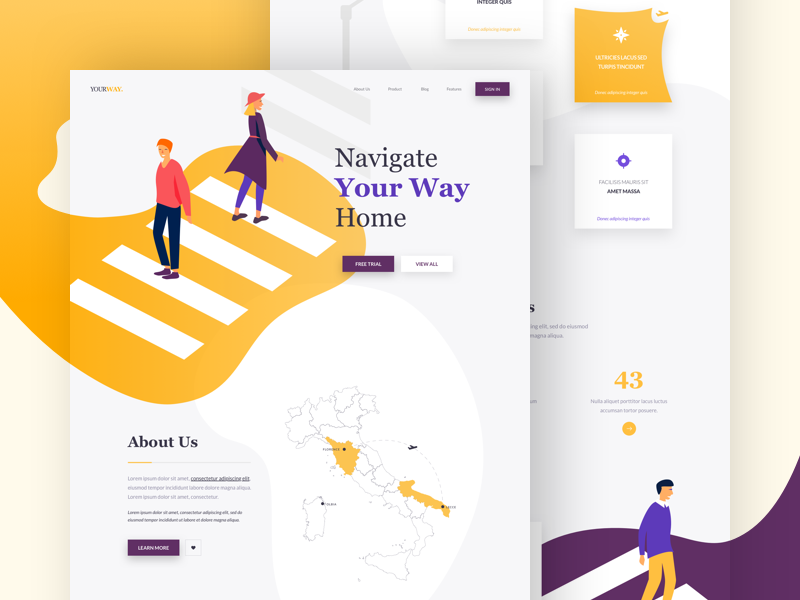 YOURWAY.
About Us
Product
Blog
Features
SIGN IN
Navigate
Your Way
Home
FREE TRIAL
VIEW ALL
About Us
Lorem ipsum dolor sit amet, consectetur adipiscing elit,
eiusmod tempor incididunt labore dolore magna aliqua.
Lorem ipsum dolor sit amet, consectetur
Lorem ipsum dolor sit amet, consectetur adipiscing elit, sed do
eiusmod tempor incididunt ut labore et dolore magna aliqua.
LEARN MORE
OLBIA
LECCE
INTEGER QUIS
Donec adipiscing integer quis
ULTRICIES LACUS SED
TURPIS TINCIDUNT
Donec adipiscing integer quis
FACILISIS MAURIS SIT
AMET MASSA
Donec adipiscing integer quis
s
ing elit, sed do eiusmod
magna aliqua.
43
Nulla aliquet porttitor lacus luctus
accumsan tortor posuere.